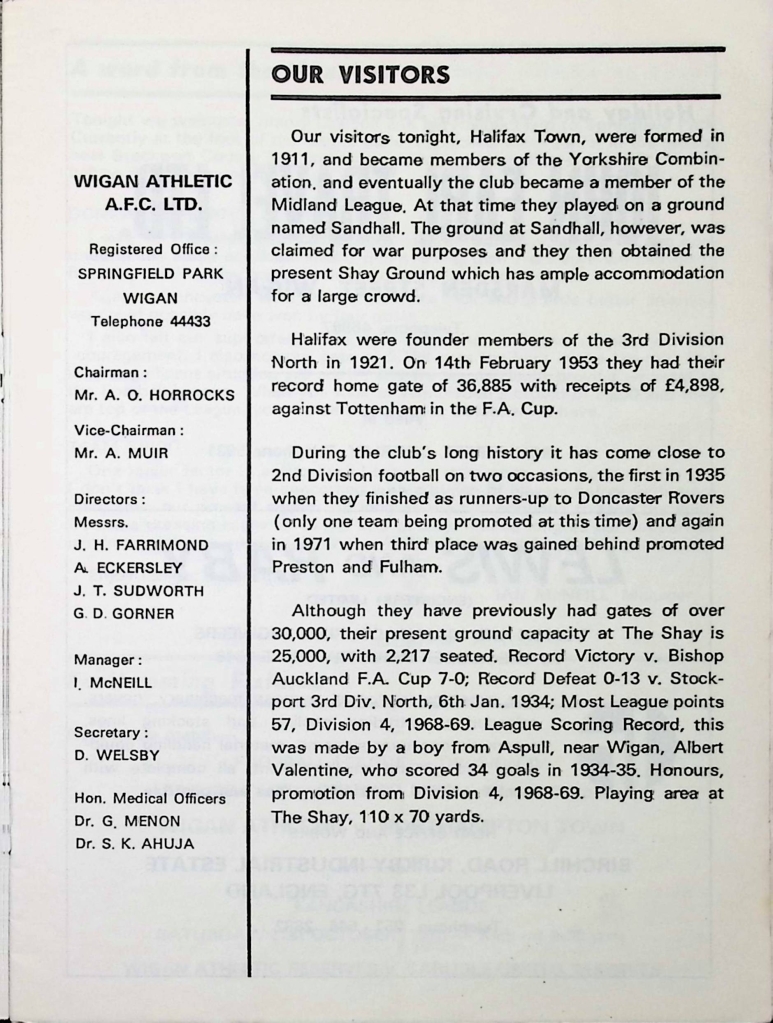 WIGAN ATHLETIC
A.F.C. LTD.
Registered Office :
SPRINGFIELD PARK
WIGAN
Telephone 44433
Chairman :
Mr. A. O. HORROCKS
Vice-Chairman :
Mr. A. MUIR
Directors :
Messrs.
J. H. FARRIMOND
A. ECKERSLEY
J. T. SUDWORTH
G. D. GORNER
Manager :
I. McNEILL
Secretary :
D. WELSBY
Hon. Medical Officers
Dr. G. MENON
Dr. S. K. AHUJA
OUR VISITORS
Our visitors tonight, Halifax Town, were formed in
1911, and became members of the Yorkshire Combin-
ation, and eventually the club became a member of the
Midland League. At that time they played on a ground
named Sandhall. The ground at Sandhall, however, was
claimed for war purposes and they then obtained the
present Shay Ground which has ample accommodation
for a large crowd.
Halifax were founder members of the 3rd Division
North in 1921. On 14th February 1953 they had their
record home gate of 36,885 with receipts of £4,898,
against Tottenham in the F.A. Cup.
During the club's long history it has come close to
2nd Division football on two occasions, the first in 1935
when they finished as runners-up to Doncaster Rovers
(only one team being promoted at this time) and again
in 1971 when third place was gained behind promoted
Preston and Fulham.
Although they have previously had gates of over
30,000, their present ground capacity at The Shay is
25,000, with 2,217 seated. Record Victory v. Bishop
Auckland F.A. Cup 7-0; Record Defeat 0-13 v. Stock-
port 3rd Div. North, 6th Jan. 1934; Most League points
57, Division 4, 1968-69. League Scoring Record, this
was made by a boy from Aspull, near Wigan, Albert
Valentine, who scored 34 goals in 1934-35. Honours,
promotion from Division 4, 1968-69. Playing area at
The Shay, 110 x 70 yards.